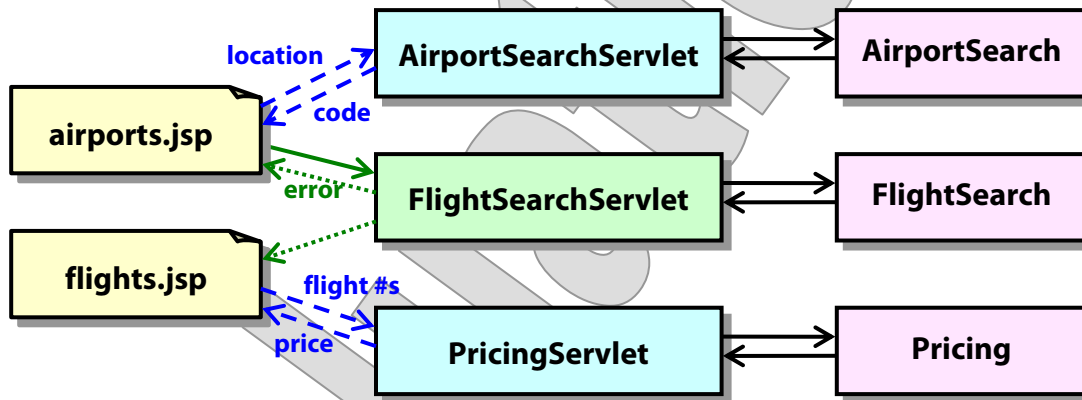 location
AirportSearchServlet
AirportSearch
code
airports.jsp
error
FlightSearchServlet
FlightSearch
flights.jsp
flight #s
price
PricingServlet
Pricing